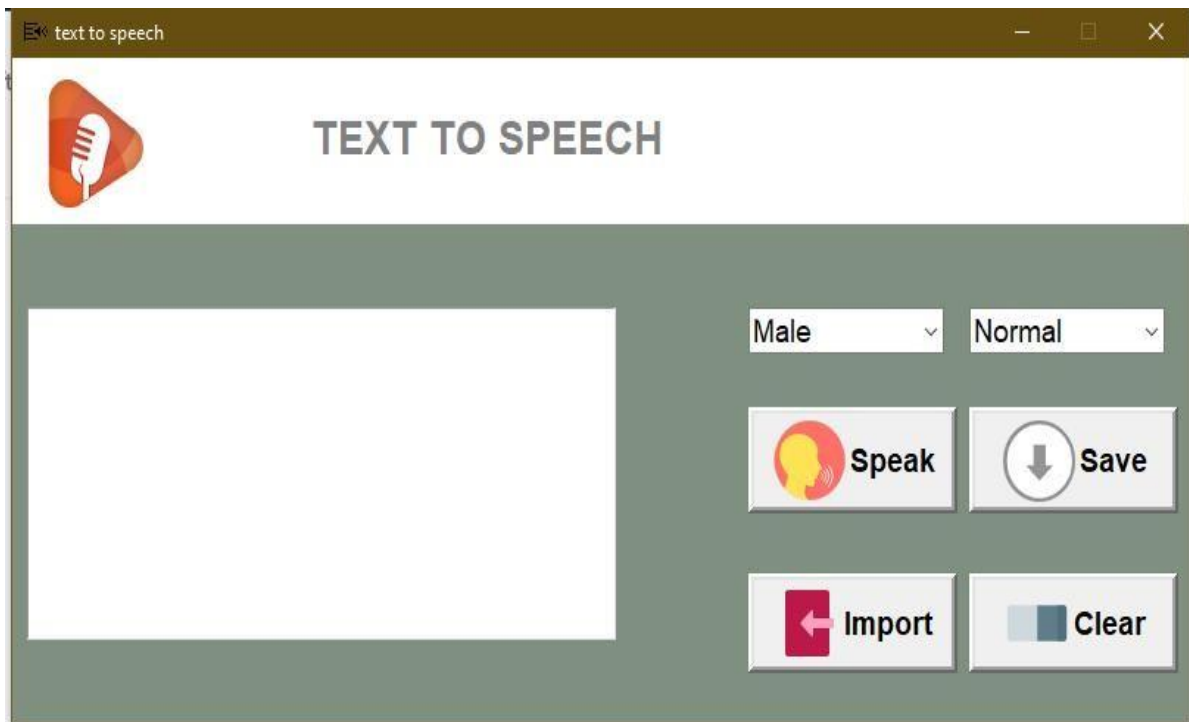 text to speech
TEXT TO SPEECH
Male
Normal
Speak
Save
Import
Clear